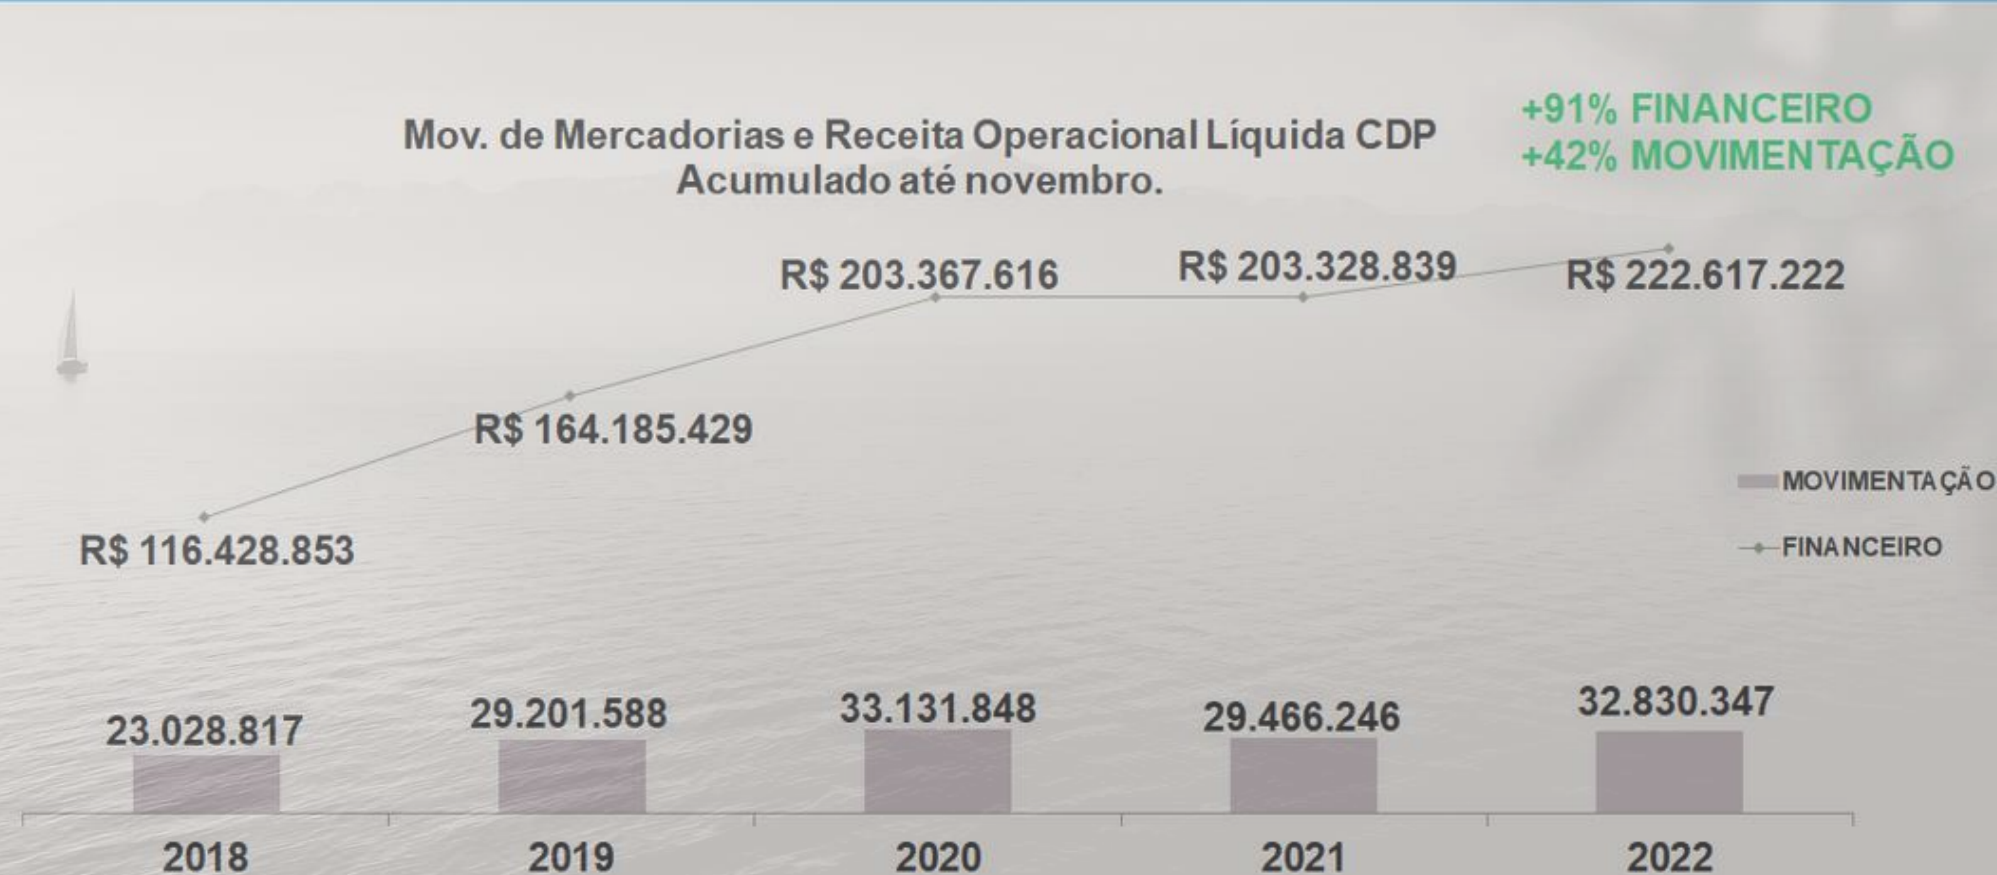 Mov. de Mercadorias e Receita Operacional Líquida CDP
Acumulado até novembro.
+91% FINANCEIRO
+42% MOVIMENTAÇÃO
R$ 116.428.853
R$ 164.185.429
R$ 203.367.616
R$ 203.328.839
R$ 222.617.222
MOVIMENTAÇÃO
FINANCEIRO
23.028.817
29.201.588
33.131.848
29.466.246
32.830.347
2018
2019
2020
2021
2022